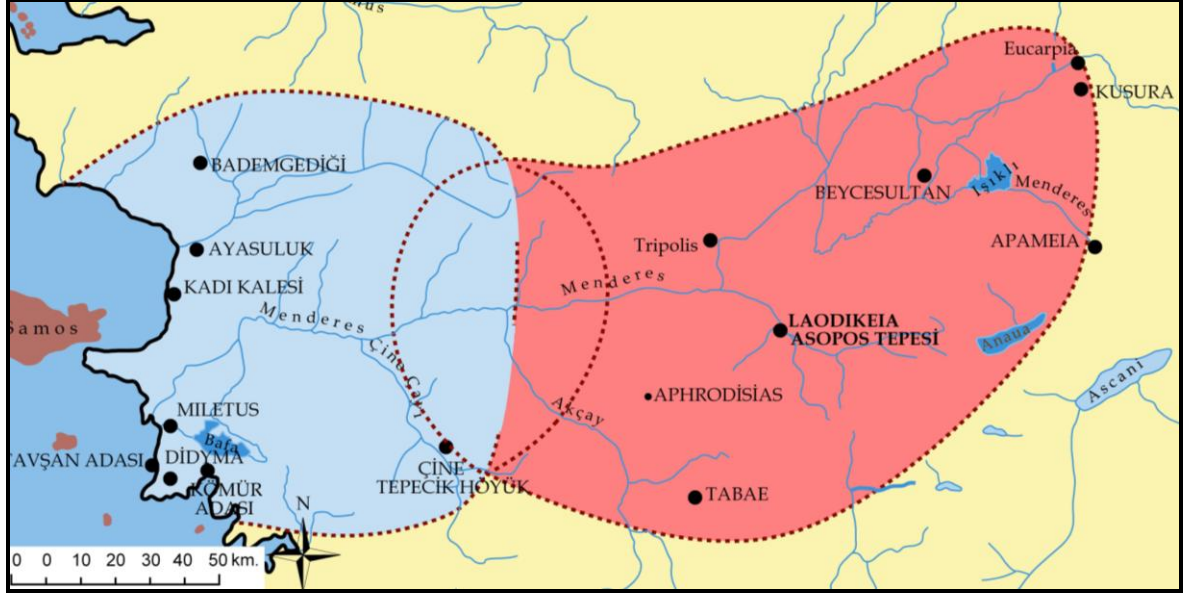 Eucarpia
KUSURA
BADEMGEDİĞİ
Işıklı
BEYCESULTAN
Menderes
AYASULUK
Tripolis
APAMEIA
KADI KALESİ
Menderes
Samos
Menderes
LAODIKEIA
ASOPOS TEPESİ
Anaua
Çine Çayı
Ascani
APHRODİSİAS
Akçay
MILETUS
Bafa
TAVŞAN ADASI
DİDYMA
ÇİNE
TEPECİK HÖYÜK
KÖMÜR
ADASI
TABAE
N
0 0 10 20 30 40 50 km.